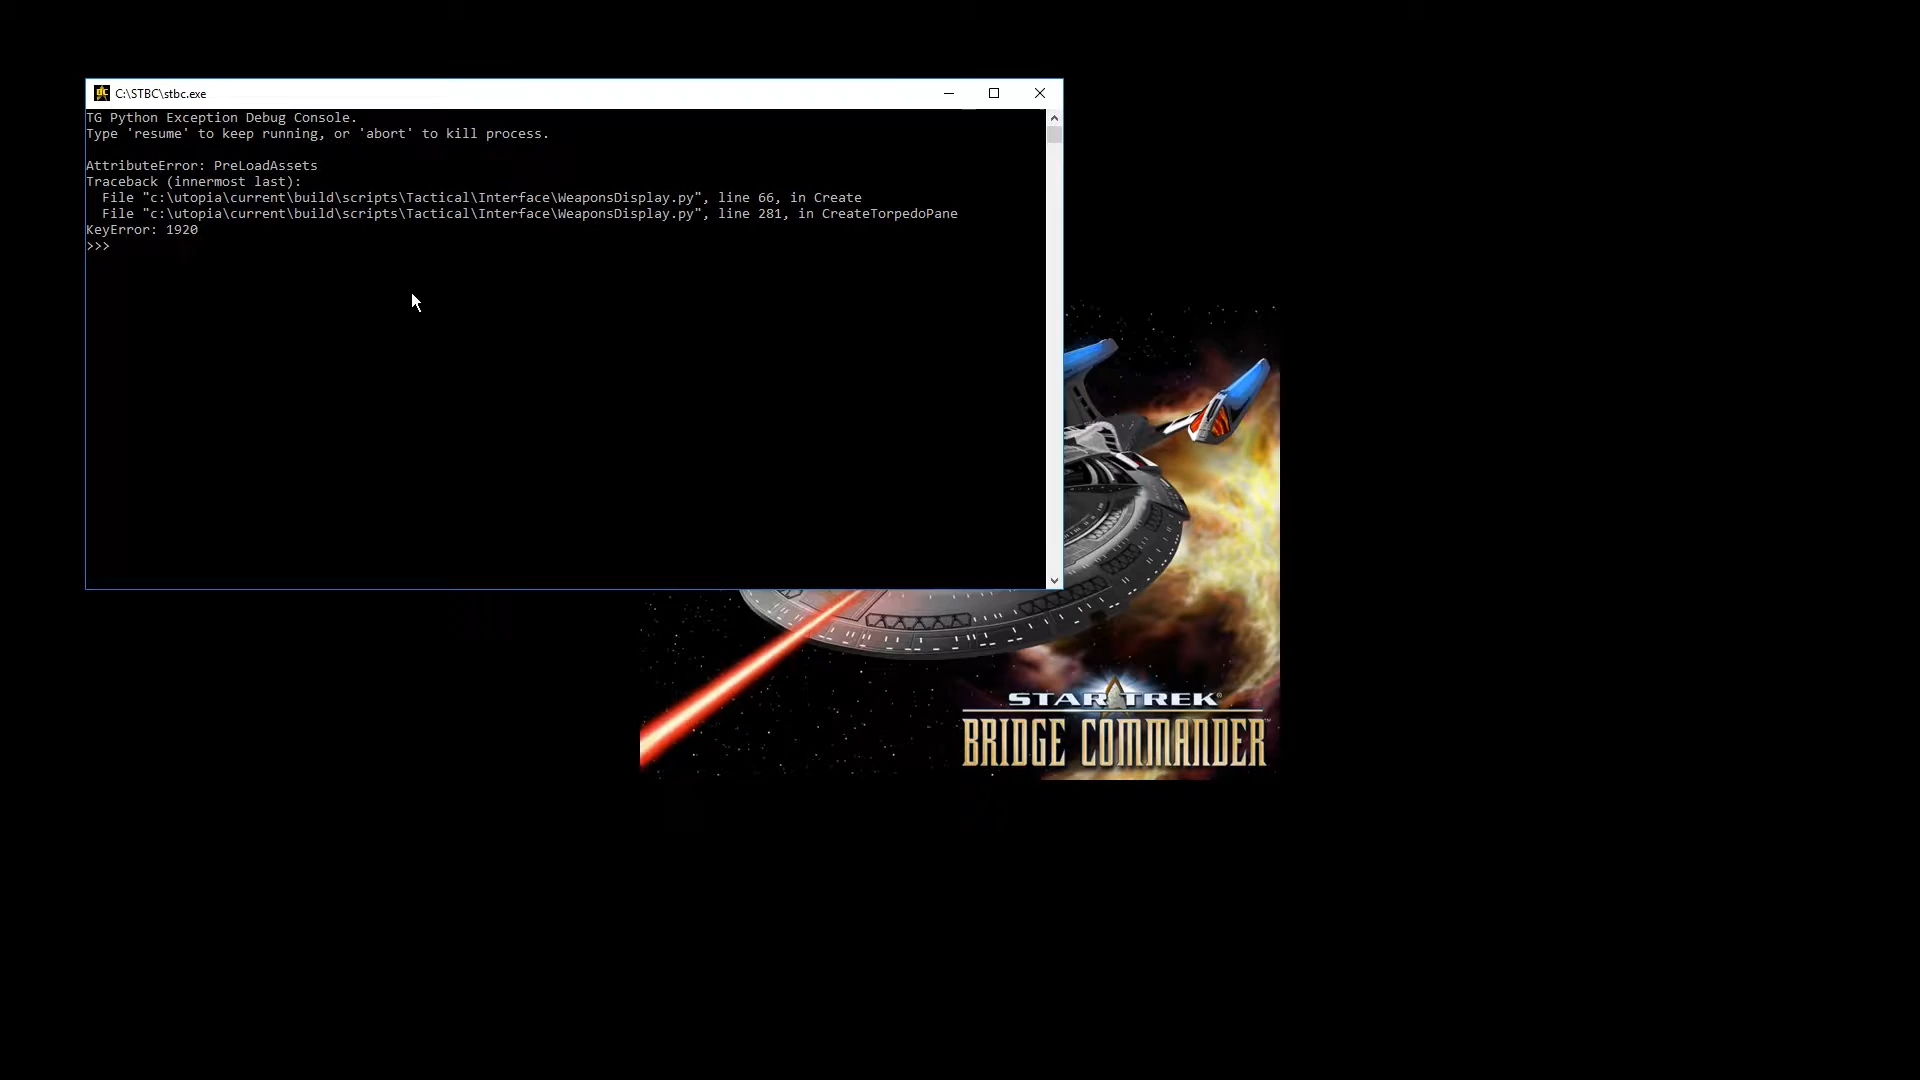 C:\STBC\stbc.exe
TG Python Exception Debug Console.
Type 'resume' to keep running, or 'abort' to kill process.
AttributeError: PreLoadAssets
Traceback (innermost last):
  File "c:\utopia\current\build\scripts\Tactical\Interface\WeaponsDisplay.py", line 66, in Create
  File "c:\utopia\current\build\scripts\Tactical\Interface\WeaponsDisplay.py", line 281, in CreateTorpedoPane
KeyError: 1920
>>>
STAR TREK®
BRIDGE COMMANDER™